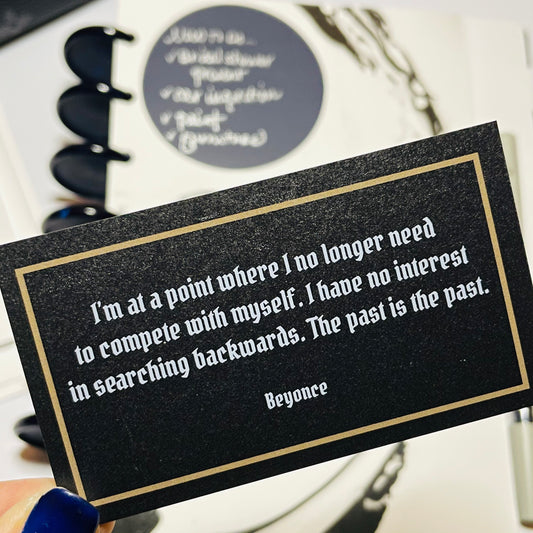 I'm at a point where I no longer need
to compete with myself. I have no interest
in searching backwards. The past is the past.
Beyonce